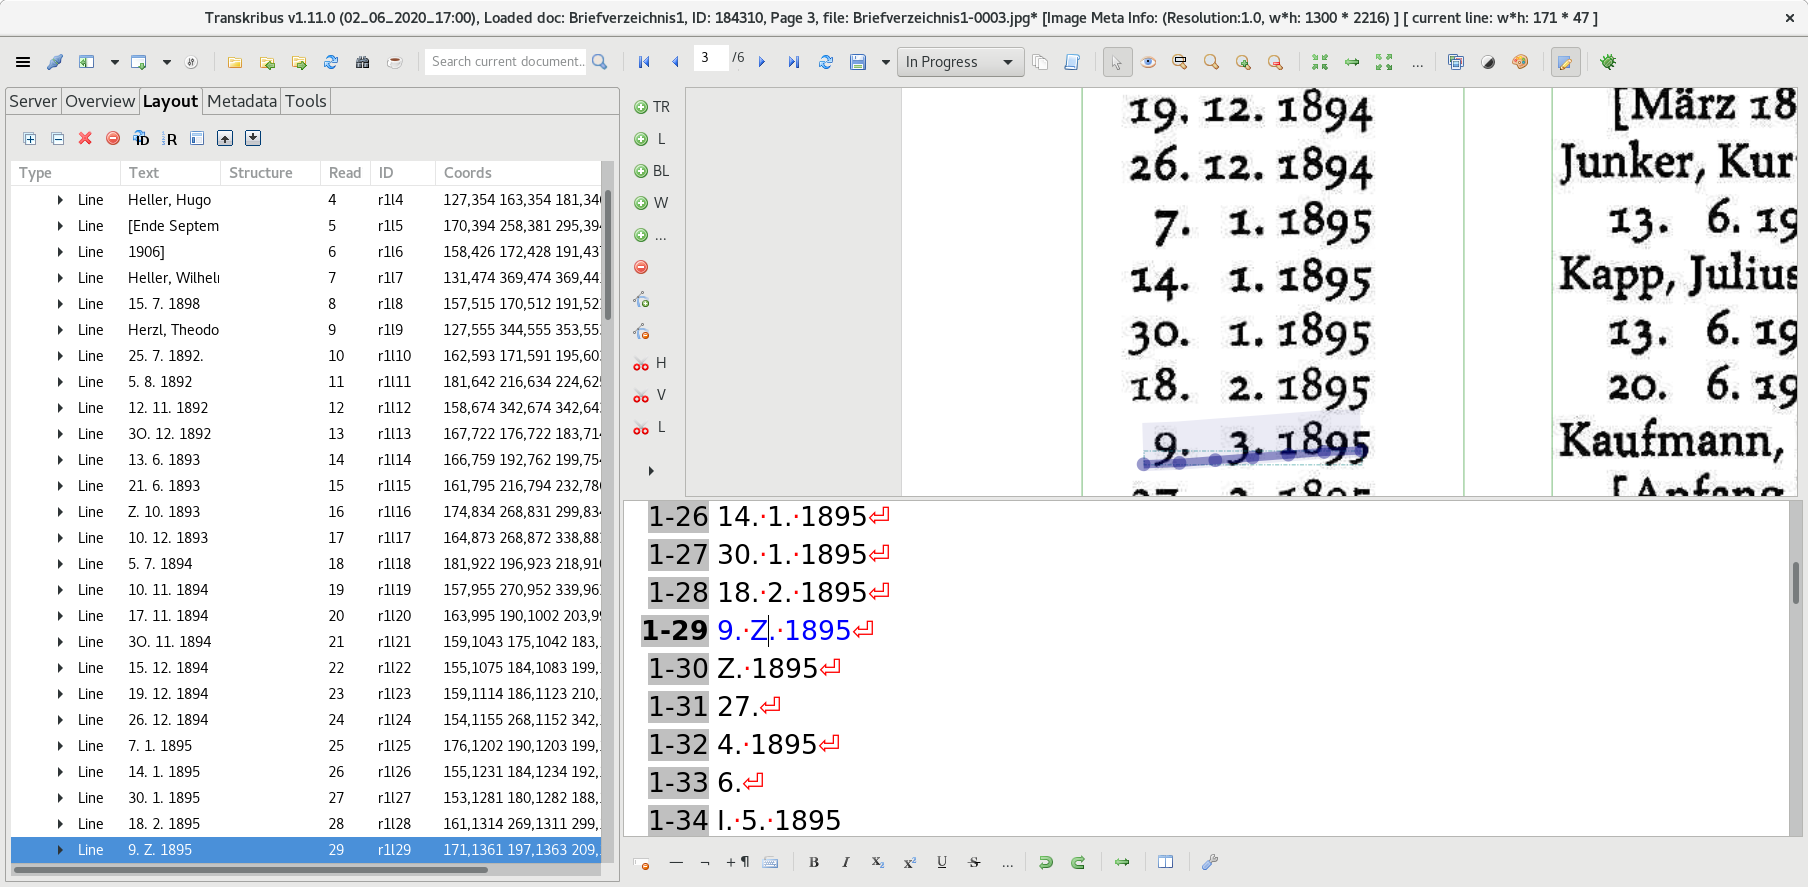 Transkribus v1.11.0 (02_06_2020_17:00), Loaded doc: Briefverzeichnis1, ID: 184310, Page 3, file: Briefverzeichnis1-0003.jpg* [Image Meta Info: (Resolution:1.0, w*h: 1300 * 2216) ] [ current line: w*h: 171 * 47 ]
Search current document... 3 /6 In Progress ...
Server Overview Layout Metadata Tools
ID R
Type Text Structure Read ID Coords
Line Heller, Hugo 4 r1l4 127,354 163,354 181,34
Line [Ende Septem 5 r1l5 170,394 258,381 295,39
Line 1906] 6 r1l6 158,426 172,428 191,43
Line Heller, Wilhel 7 r1l7 131,474 369,474 369,44
Line 15. 7. 1898 8 r1l8 157,515 170,512 191,52
Line Herzl, Theodo 9 r1l9 127,555 344,555 353,55
Line 25. 7. 1892. 10 r1l10 162,593 171,591 195,60
Line 5. 8. 1892 11 r1l11 181,642 216,634 224,62
Line 12. 11. 1892 12 r1l12 158,674 342,674 342,64
Line 3O. 12. 1892 13 r1l13 167,722 176,722 183,71
Line 13. 6. 1893 14 r1l14 166,759 192,762 199,75
Line 21. 6. 1893 15 r1l15 161,795 216,794 232,78
Line Z. 10. 1893 16 r1l16 174,834 268,831 299,83
Line 10. 12. 1893 17 r1l17 164,873 268,872 338,88
Line 5. 7. 1894 18 r1l18 181,922 196,923 218,91
Line 10. 11. 1894 19 r1l19 157,955 270,952 339,96
Line 17. 11. 1894 20 r1l20 163,995 190,1002 203,9
Line 3O. 11. 1894 21 r1l21 159,1043 175,1042 183,
Line 15. 12. 1894 22 r1l22 155,1075 184,1083 199,
Line 19. 12. 1894 23 r1l23 159,1114 186,1123 210,
Line 26. 12. 1894 24 r1l24 154,1155 268,1152 342,
Line 7. 1. 1895 25 r1l25 176,1202 190,1203 199,
Line 14. 1. 1895 26 r1l26 155,1231 184,1234 192,
Line 30. 1. 1895 27 r1l27 153,1281 180,1282 188,
Line 18. 2. 1895 28 r1l28 161,1314 269,1311 299,
Line 9. Z. 1895 29 r1l29 171,1361 197,1363 209,
TR
L
BL
W
...
H
V
L
19. 12. 1894
26. 12. 1894
7. 1. 1895
14. 1. 1895
30. 1. 1895
18. 2. 1895
9. 3. 1895
[März 18
Junker, Kur
13. 6. 19
Kapp, Julius
13. 6. 19
20. 6. 19
Kaufmann,
[Anfang
1-26 14.·1.·1895⏎
1-27 30.·1.·1895⏎
1-28 18.·2.·1895⏎
1-29 9.·Z.·1895⏎
1-30 Z.·1895⏎
1-31 27.⏎
1-32 4.·1895⏎
1-33 6.⏎
1-34 I.·5.·1895
— ¬ +¶ B I X₂ X² U S ...